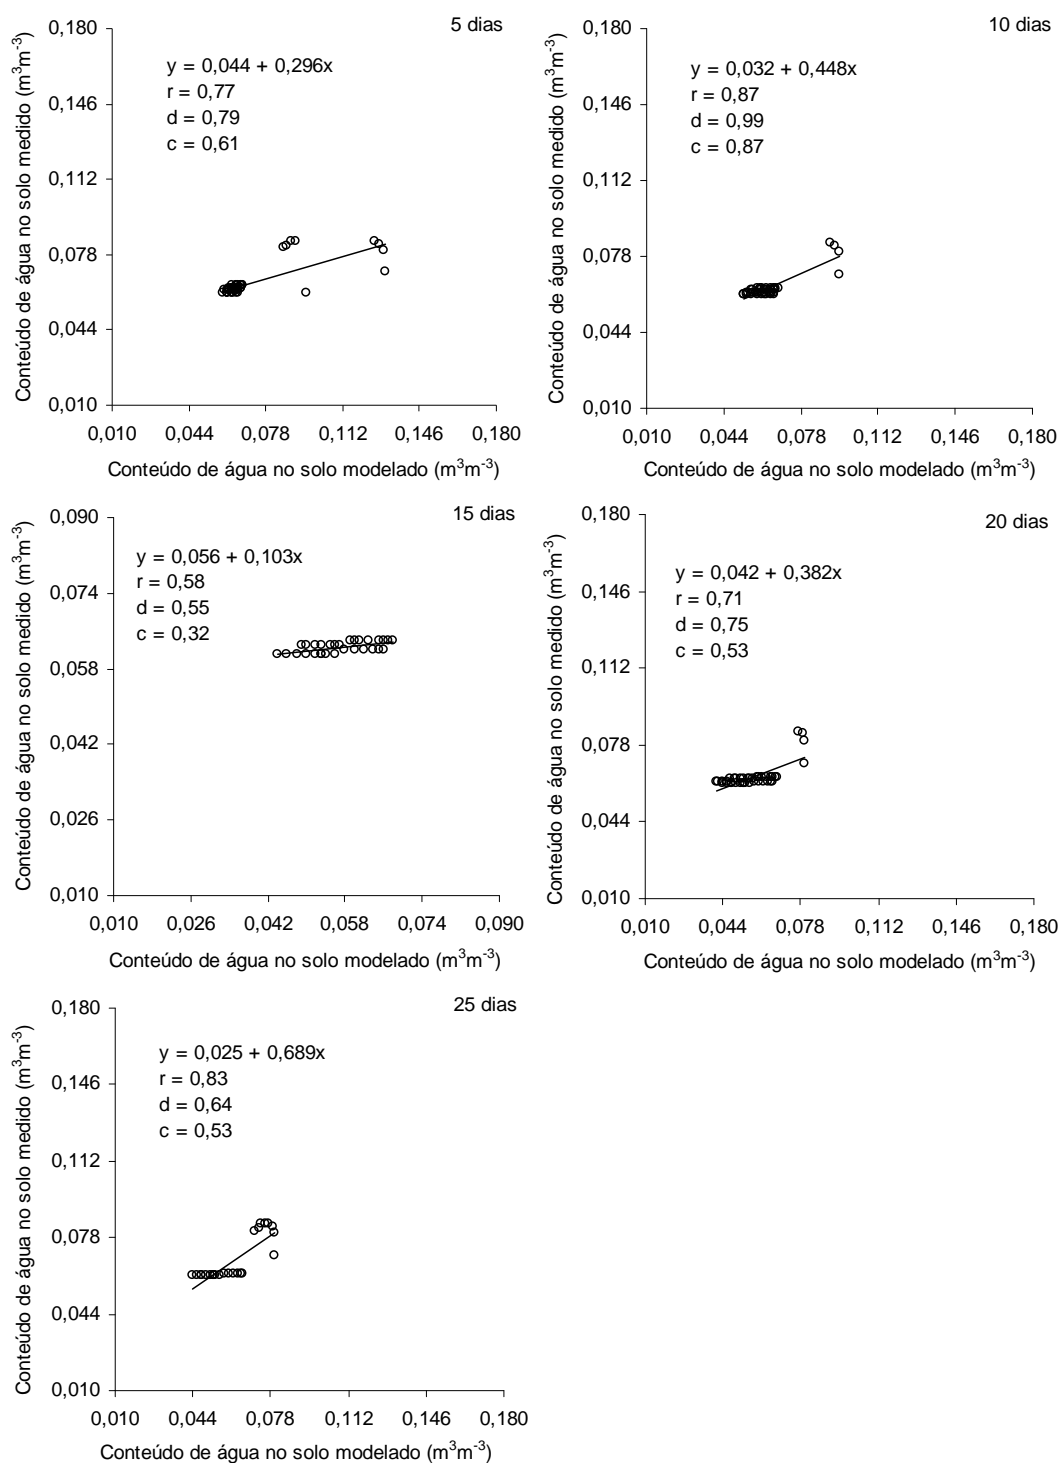 5 dias
Conteúdo de água no solo medido (m³m⁻³)
0,180
0,146
0,112
0,078
0,044
0,010
y = 0,044 + 0,296x
r = 0,77
d = 0,79
c = 0,61
0,010 0,044 0,078 0,112 0,146 0,180
Conteúdo de água no solo modelado (m³m⁻³)
10 dias
Conteúdo de água no solo medido (m³m⁻³)
0,180
0,146
0,112
0,078
0,044
0,010
y = 0,032 + 0,448x
r = 0,87
d = 0,99
c = 0,87
0,010 0,044 0,078 0,112 0,146 0,180
Conteúdo de água no solo modelado (m³m⁻³)
15 dias
Conteúdo de água no solo medido (m³m⁻³)
0,090
0,074
0,058
0,042
0,026
0,010
y = 0,056 + 0,103x
r = 0,58
d = 0,55
c = 0,32
0,010 0,026 0,042 0,058 0,074 0,090
Conteúdo de água no solo modelado (m³m⁻³)
20 dias
Conteúdo de água no solo medido (m³m⁻³)
0,180
0,146
0,112
0,078
0,044
0,010
y = 0,042 + 0,382x
r = 0,71
d = 0,75
c = 0,53
0,010 0,044 0,078 0,112 0,146 0,180
Conteúdo de água no solo modelado (m³m⁻³)
25 dias
Conteúdo de água no solo medido (m³m⁻³)
0,180
0,146
0,112
0,078
0,044
0,010
y = 0,025 + 0,689x
r = 0,83
d = 0,64
c = 0,53
0,010 0,044 0,078 0,112 0,146 0,180
Conteúdo de água no solo modelado (m³m⁻³)